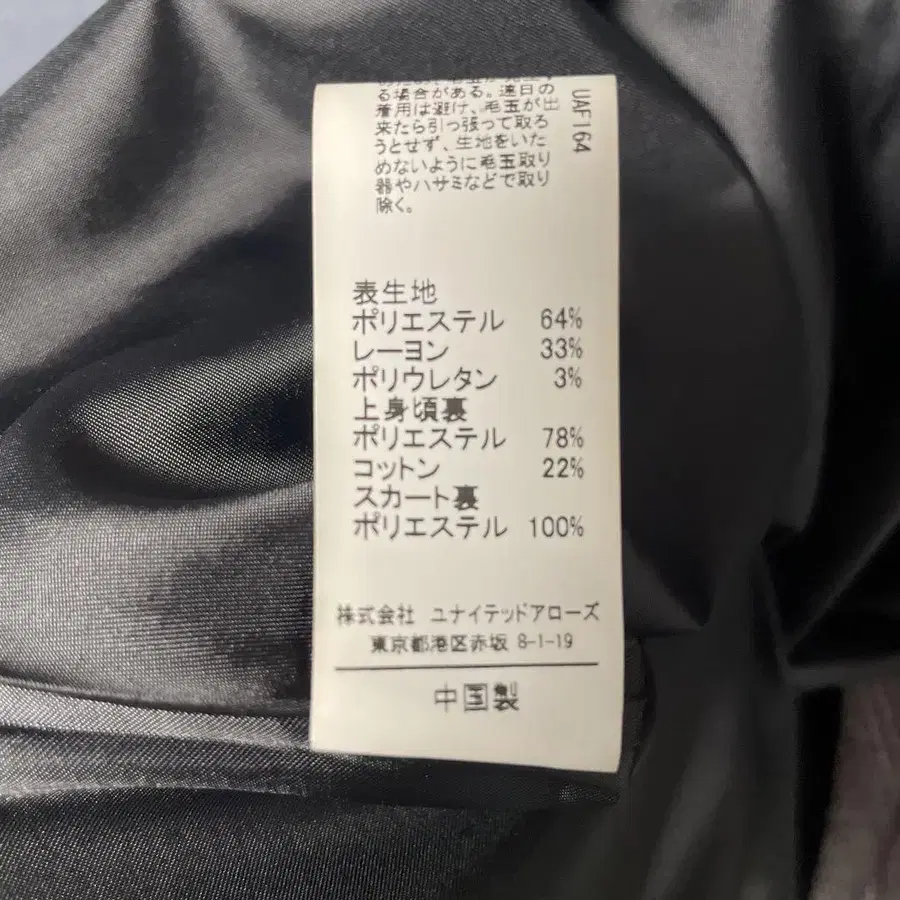 る場合がある。連日の
着用は避け、毛玉が出
来たら引っ張って取ろ
うとせず、生地をいた
めないように毛玉取り
器やハサミなどで取り
除く。
UAF164
表生地
ポリエステル 64%
レーヨン 33%
ポリウレタン 3%
上身頃裏
ポリエステル 78%
コットン 22%
スカート裏
ポリエステル 100%
株式会社 ユナイテッドアローズ
東京都港区赤坂 8-1-19
中国製